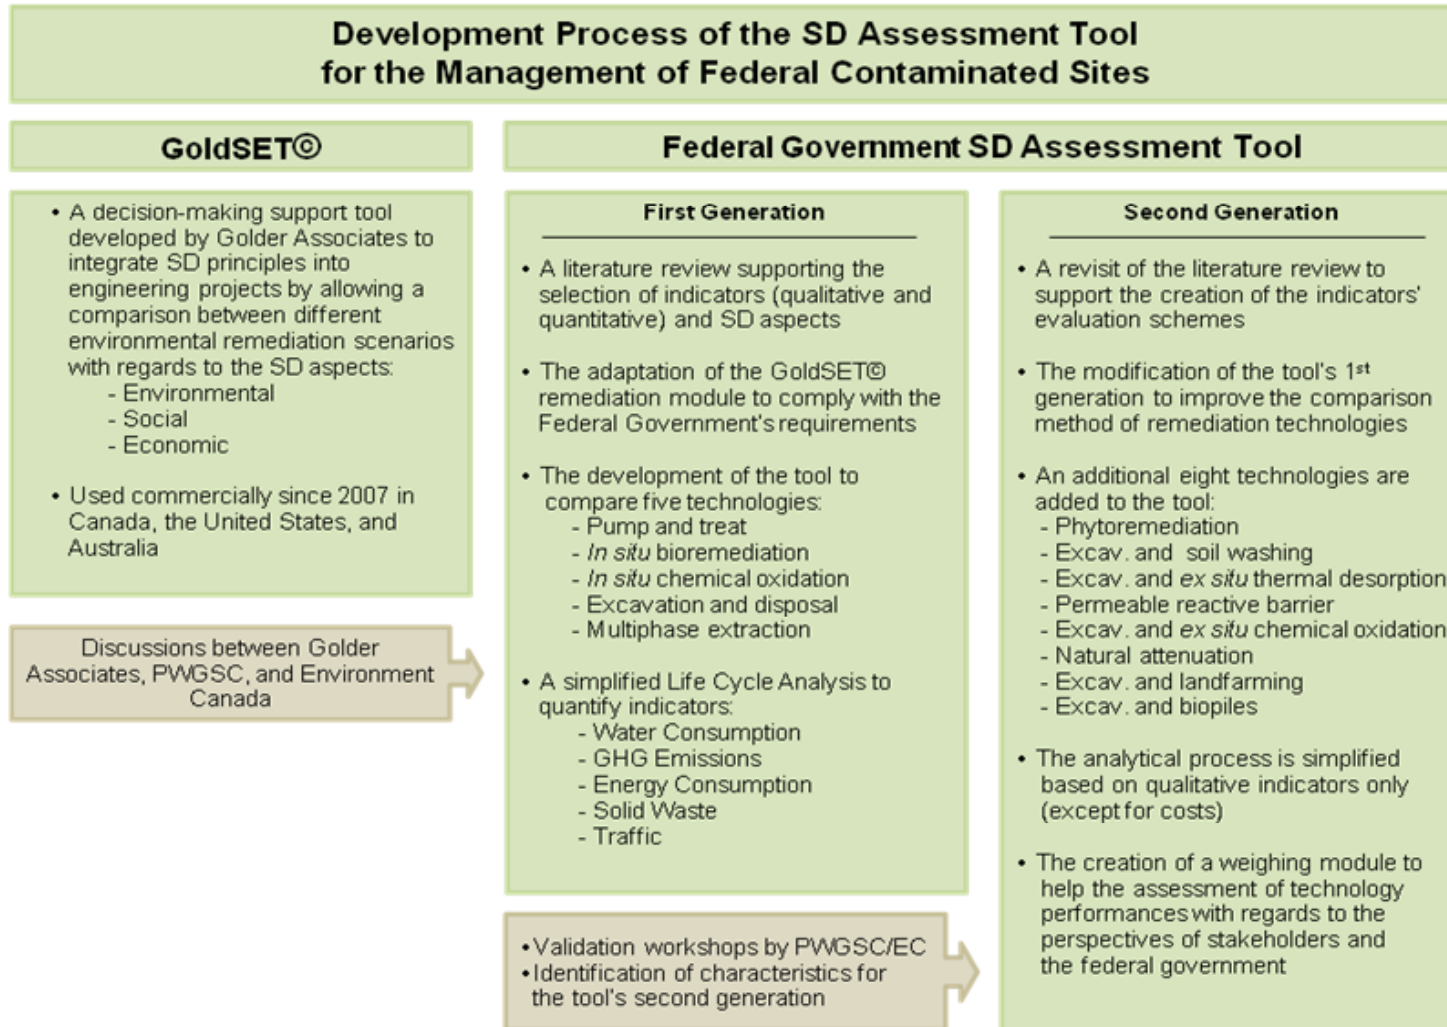 Development Process of the SD Assessment Tool
for the Management of Federal Contaminated Sites
GoldSET©
• A decision-making support tool
developed by Golder Associates to
integrate SD principles into
engineering projects by allowing a
comparison between different
environmental remediation scenarios
with regards to the SD aspects:
- Environmental
- Social
- Economic
• Used commercially since 2007 in
Canada, the United States, and
Australia
Discussions between Golder
Associates, PWGSC, and Environment
Canada
Federal Government SD Assessment Tool
First Generation
• A literature review supporting the
selection of indicators (qualitative and
quantitative) and SD aspects
• The adaptation of the GoldSET©
remediation module to comply with the
Federal Government's requirements
• The development of the tool to
compare five technologies:
- Pump and treat
- In situ bioremediation
- In situ chemical oxidation
- Excavation and disposal
- Multiphase extraction
• A simplified Life Cycle Analysis to
quantify indicators:
- Water Consumption
- GHG Emissions
- Energy Consumption
- Solid Waste
- Traffic
• Validation workshops by PWGSC/EC
• Identification of characteristics for
the tool's second generation
Second Generation
• A revisit of the literature review to
support the creation of the indicators'
evaluation schemes
• The modification of the tool's 1st
generation to improve the comparison
method of remediation technologies
• An additional eight technologies are
added to the tool:
- Phytoremediation
- Excav. and soil washing
- Excav. and ex situ thermal desorption
- Permeable reactive barrier
- Excav. and ex situ chemical oxidation
- Natural attenuation
- Excav. and landfarming
- Excav. and biopiles
• The analytical process is simplified
based on qualitative indicators only
(except for costs)
• The creation of a weighing module to
help the assessment of technology
performances with regards to the
perspectives of stakeholders and
the federal government